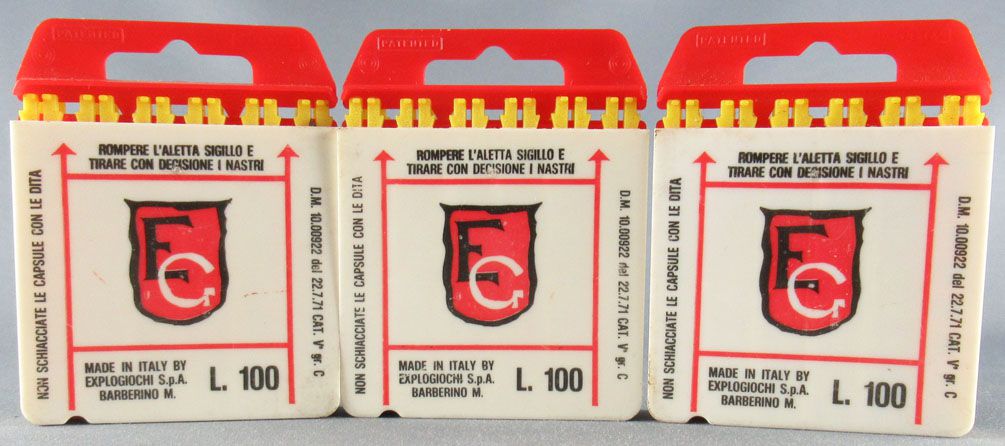 PATENTED
ROMPERE L'ALETTA SIGILLO E
TIRARE CON DECISIONE I NASTRI
NON SCHIACCIATE LE CAPSULE CON LE DITA
D.M. 10.00922 del 22.7.71 CAT. Vª gr. C
EG
MADE IN ITALY BY
EXPLOGIOCHI S.p.A.
BARBERINO M.
L. 100
PATENTED
ROMPERE L'ALETTA SIGILLO E
TIRARE CON DECISIONE I NASTRI
NON SCHIACCIATE LE CAPSULE CON LE DITA
D.M. 10.00922 del 22.7.71 CAT. Vª gr. C
EG
MADE IN ITALY BY
EXPLOGIOCHI S.p.A.
BARBERINO M.
L. 100
PATENTED
ROMPERE L'ALETTA SIGILLO E
TIRARE CON DECISIONE I NASTRI
NON SCHIACCIATE LE CAPSULE CON LE DITA
D.M. 10.00922 del 22.7.71 CAT. Vª gr. C
EG
MADE IN ITALY BY
EXPLOGIOCHI S.p.A.
BARBERINO M.
L. 100